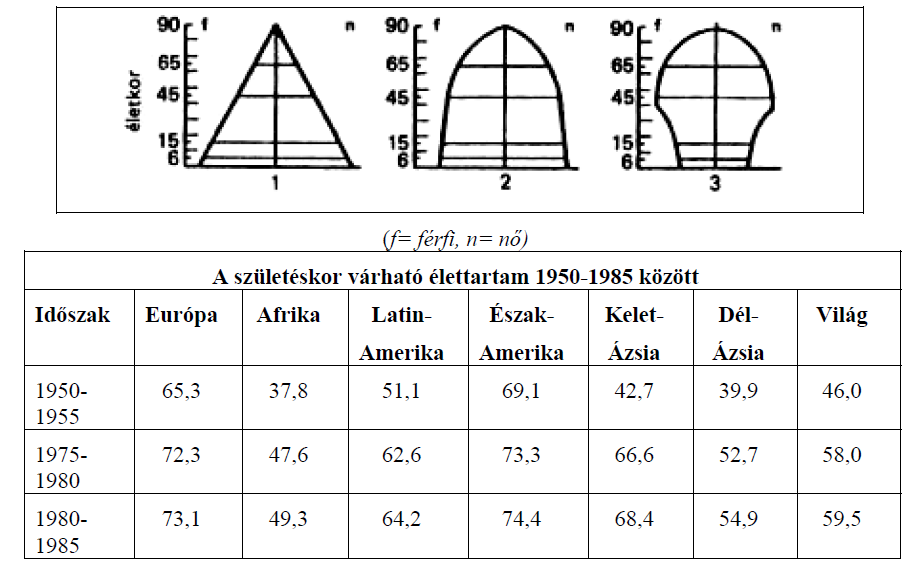 90 f n 90 f n 90 f n
65 65 65
45 45 45
15 15 15
6 6 6
életkor
1 2 3
(f= férfi, n= nő)
A születéskor várható élettartam 1950-1985 között
Időszak Európa Afrika Latin-Amerika Észak-Amerika Kelet-Ázsia Dél-Ázsia Világ
1950-1955 65,3 37,8 51,1 69,1 42,7 39,9 46,0
1975-1980 72,3 47,6 62,6 73,3 66,6 52,7 58,0
1980-1985 73,1 49,3 64,2 74,4 68,4 54,9 59,5